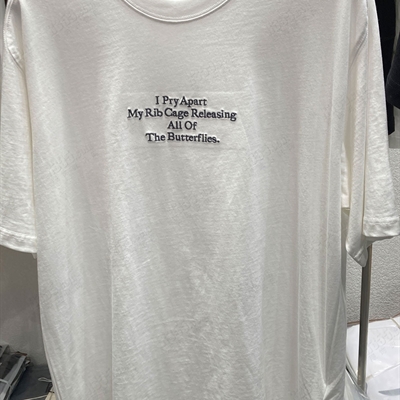 I Pry Apart
My Rib Cage Releasing
All Of
The Butterflies.